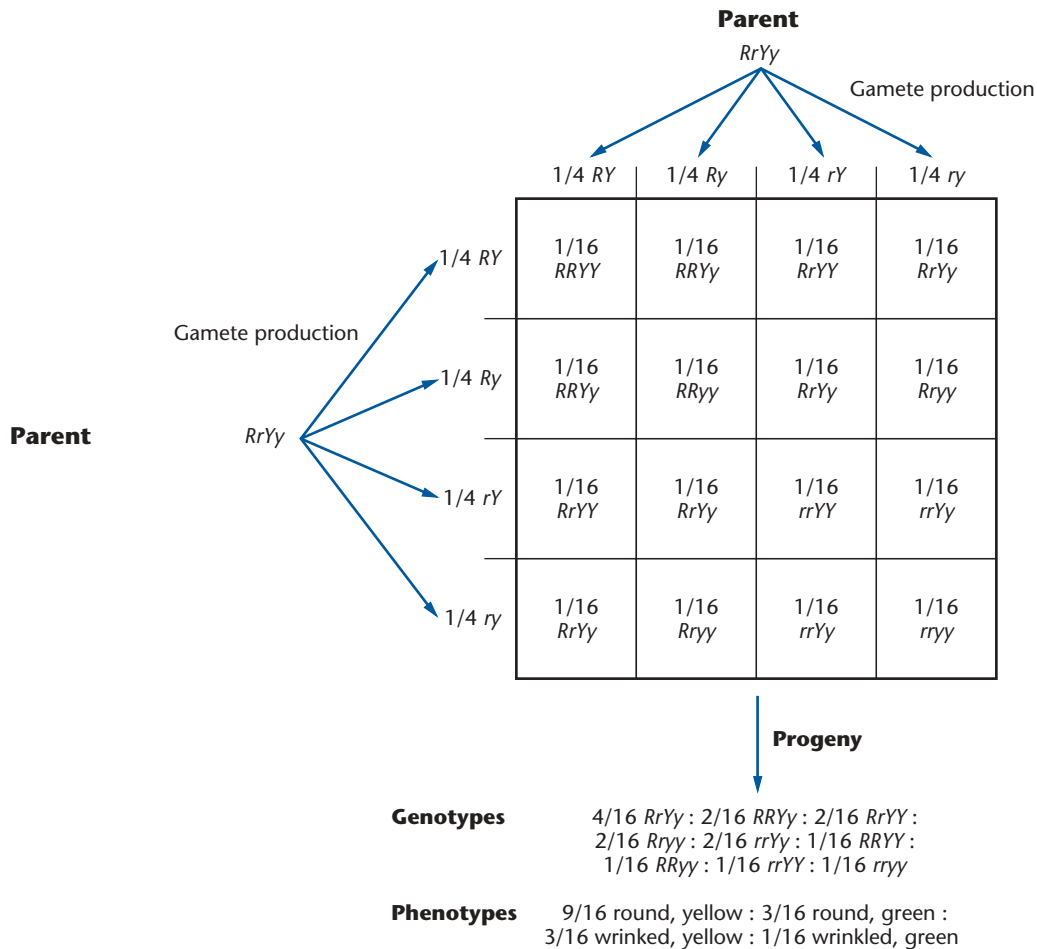 Parent
RrYy
Gamete production
1/4 RY 1/4 Ry 1/4 rY 1/4 ry
1/4 RY
1/16 1/16 1/16 1/16
RRYY RRYy RrYY RrYy
Gamete production
1/4 Ry
1/16 1/16 1/16 1/16
RRYy RRyy RrYy Rryy
Parent RrYy
1/4 rY
1/16 1/16 1/16 1/16
RrYY RrYy rrYY rrYy
1/4 ry
1/16 1/16 1/16 1/16
RrYy Rryy rrYy rryy
Progeny
Genotypes 4/16 RrYy : 2/16 RRYy : 2/16 RrYY :
2/16 Rryy : 2/16 rrYy : 1/16 RRYY :
1/16 RRyy : 1/16 rrYY : 1/16 rryy
Phenotypes 9/16 round, yellow : 3/16 round, green :
3/16 wrinked, yellow : 1/16 wrinkled, green